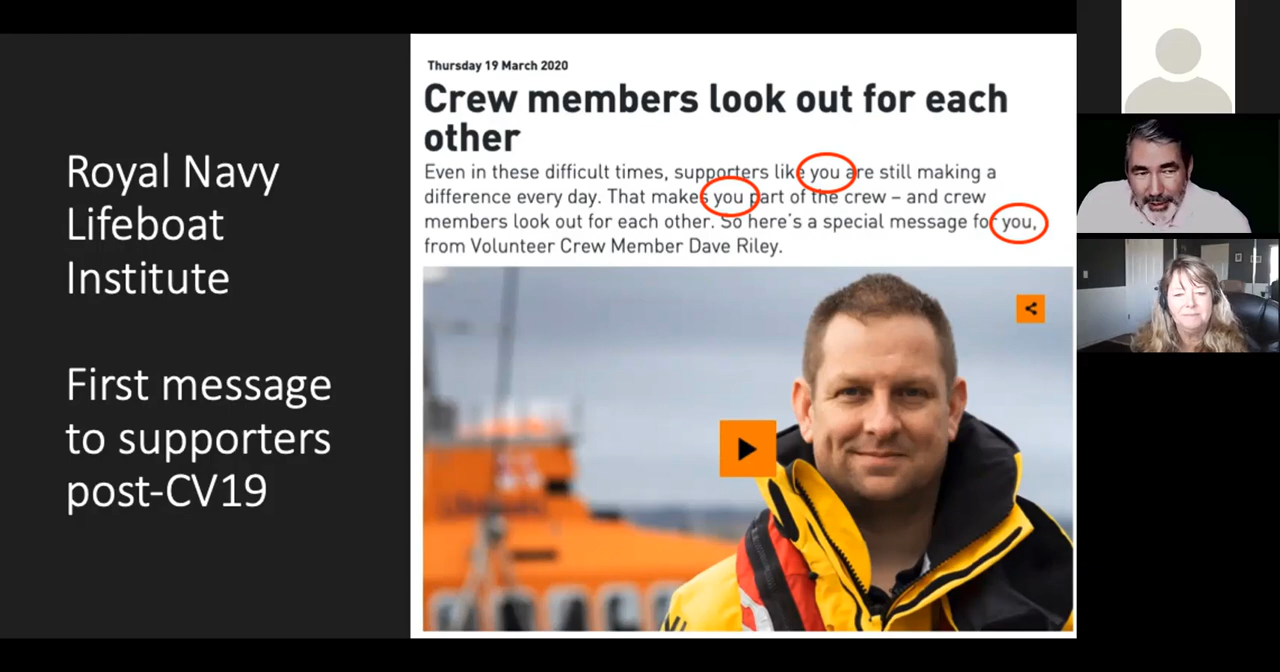 Royal Navy
Lifeboat
Institute
First message
to supporters
post-CV19
Thursday 19 March 2020
Crew members look out for each
other
Even in these difficult times, supporters like you are still making a
difference every day. That makes you part of the crew – and crew
members look out for each other. So here's a special message for you,
from Volunteer Crew Member Dave Riley.